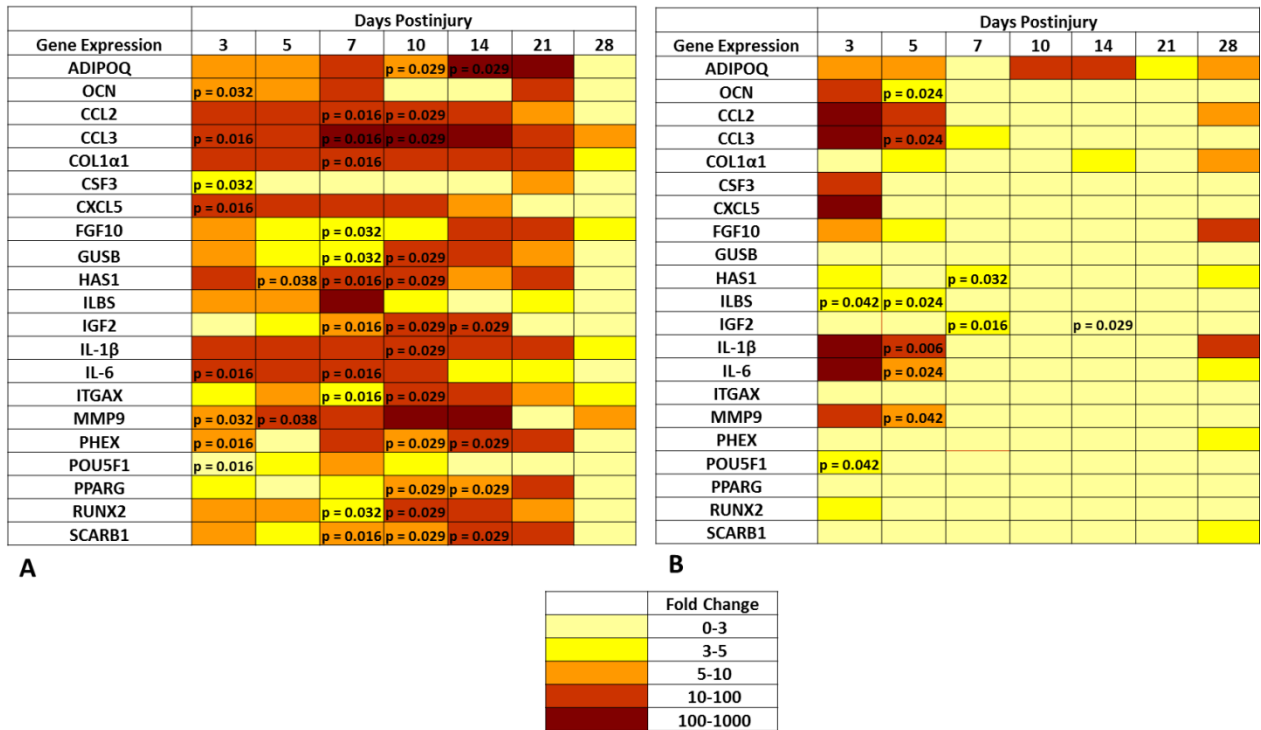 Days Postinjury
Gene Expression 3 5 7 10 14 21 28
ADIPOQ p = 0.029 p = 0.029
OCN p = 0.032
CCL2 p = 0.016 p = 0.029
CCL3 p = 0.016 p = 0.016 p = 0.029
COL1α1 p = 0.016
CSF3 p = 0.032
CXCL5 p = 0.016
FGF10 p = 0.032
GUSB p = 0.032 p = 0.029
HAS1 p = 0.038 p = 0.016 p = 0.029
ILBS
IGF2 p = 0.016 p = 0.029 p = 0.029
IL-1β p = 0.029
IL-6 p = 0.016 p = 0.016
ITGAX p = 0.016 p = 0.029
MMP9 p = 0.032 p = 0.038
PHEX p = 0.016 p = 0.029 p = 0.029
POU5F1 p = 0.016
PPARG p = 0.029 p = 0.029
RUNX2 p = 0.032 p = 0.029
SCARB1 p = 0.016 p = 0.029 p = 0.029
A
Days Postinjury
Gene Expression 3 5 7 10 14 21 28
ADIPOQ
OCN p = 0.024
CCL2
CCL3 p = 0.024
COL1α1
CSF3
CXCL5
FGF10
GUSB
HAS1 p = 0.032
ILBS p = 0.042 p = 0.024
IGF2 p = 0.016 p = 0.029
IL-1β p = 0.006
IL-6 p = 0.024
ITGAX
MMP9 p = 0.042
PHEX
POU5F1 p = 0.042
PPARG
RUNX2
SCARB1
B
Fold Change
0-3
3-5
5-10
10-100
100-1000